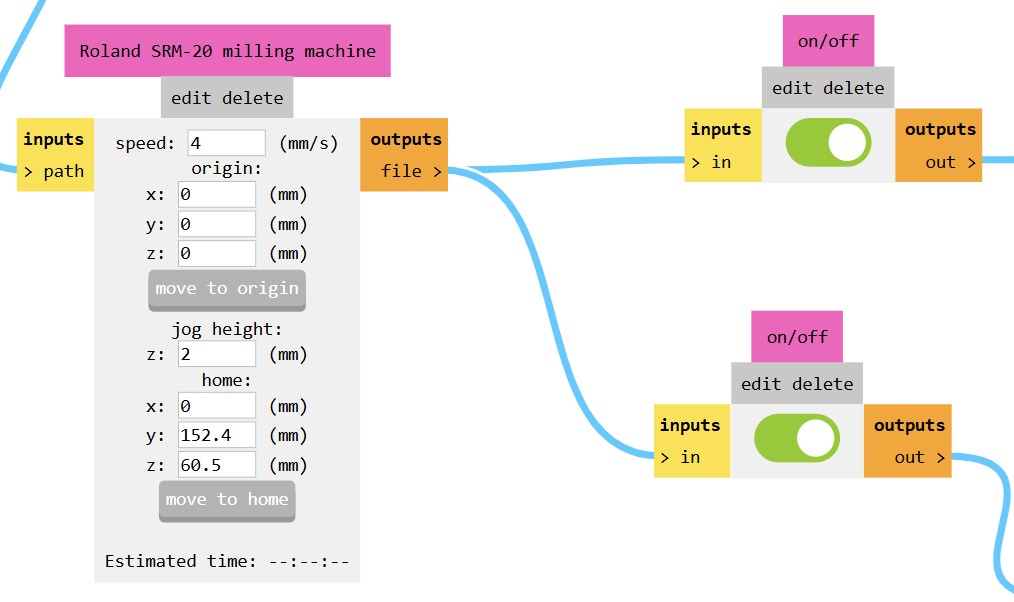 Roland SRM-20 milling machine
edit delete
inputs
> path
speed: 4 (mm/s)
origin:
x: 0 (mm)
y: 0 (mm)
z: 0 (mm)
move to origin
jog height:
z: 2 (mm)
home:
x: 0 (mm)
y: 152.4 (mm)
z: 60.5 (mm)
move to home
Estimated time: --:--:--
outputs
file >
on/off
edit delete
inputs
> in
outputs
out >
on/off
edit delete
inputs
> in
outputs
out >